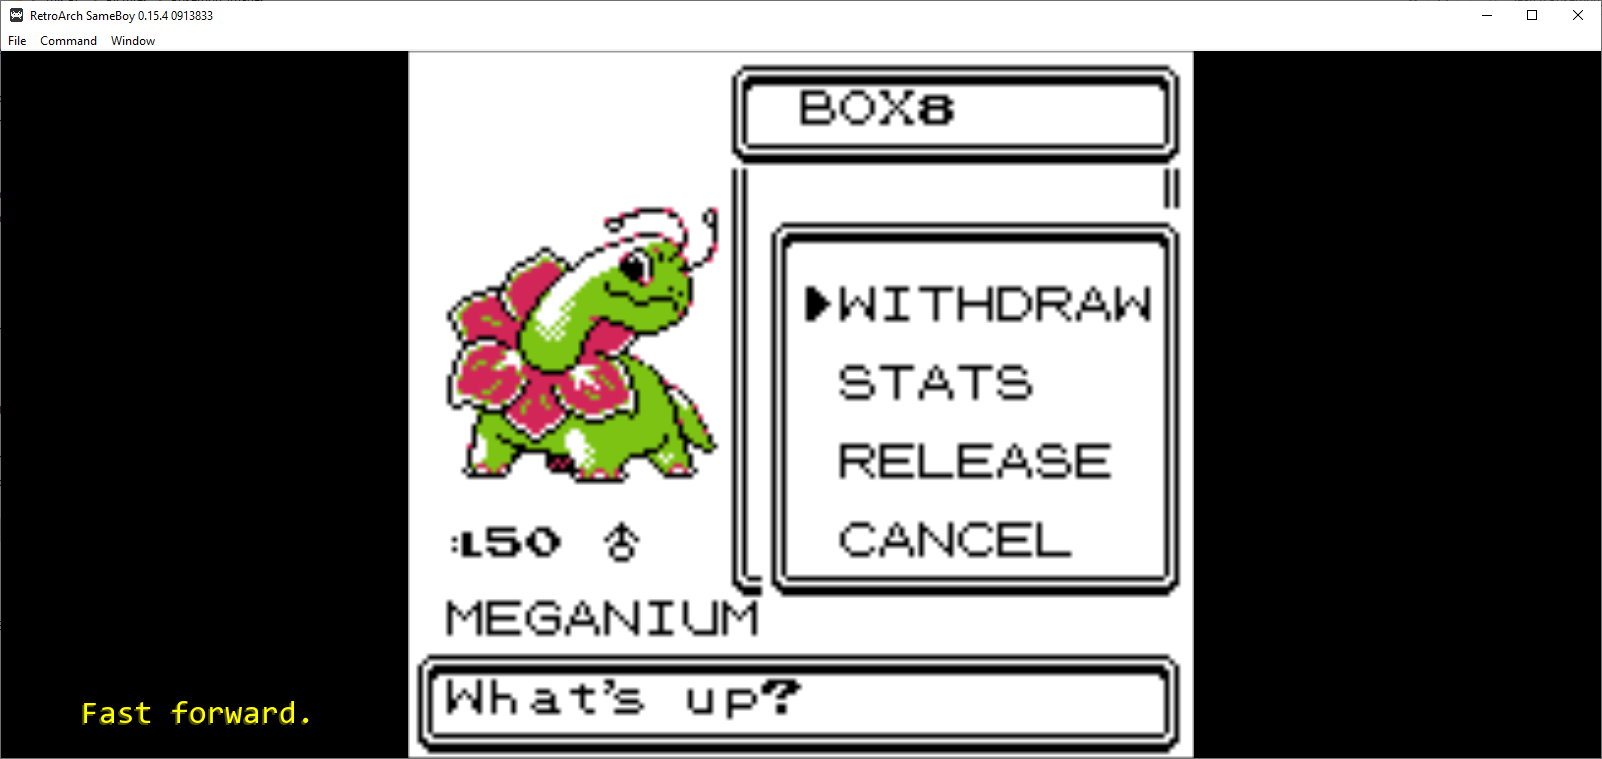 RetroArch SameBoy 0.15.4 0913833
File Command Window
BOX8
WITHDRAW
STATS
RELEASE
CANCEL
:L50 ♂
MEGANIUM
What's up?
Fast forward.